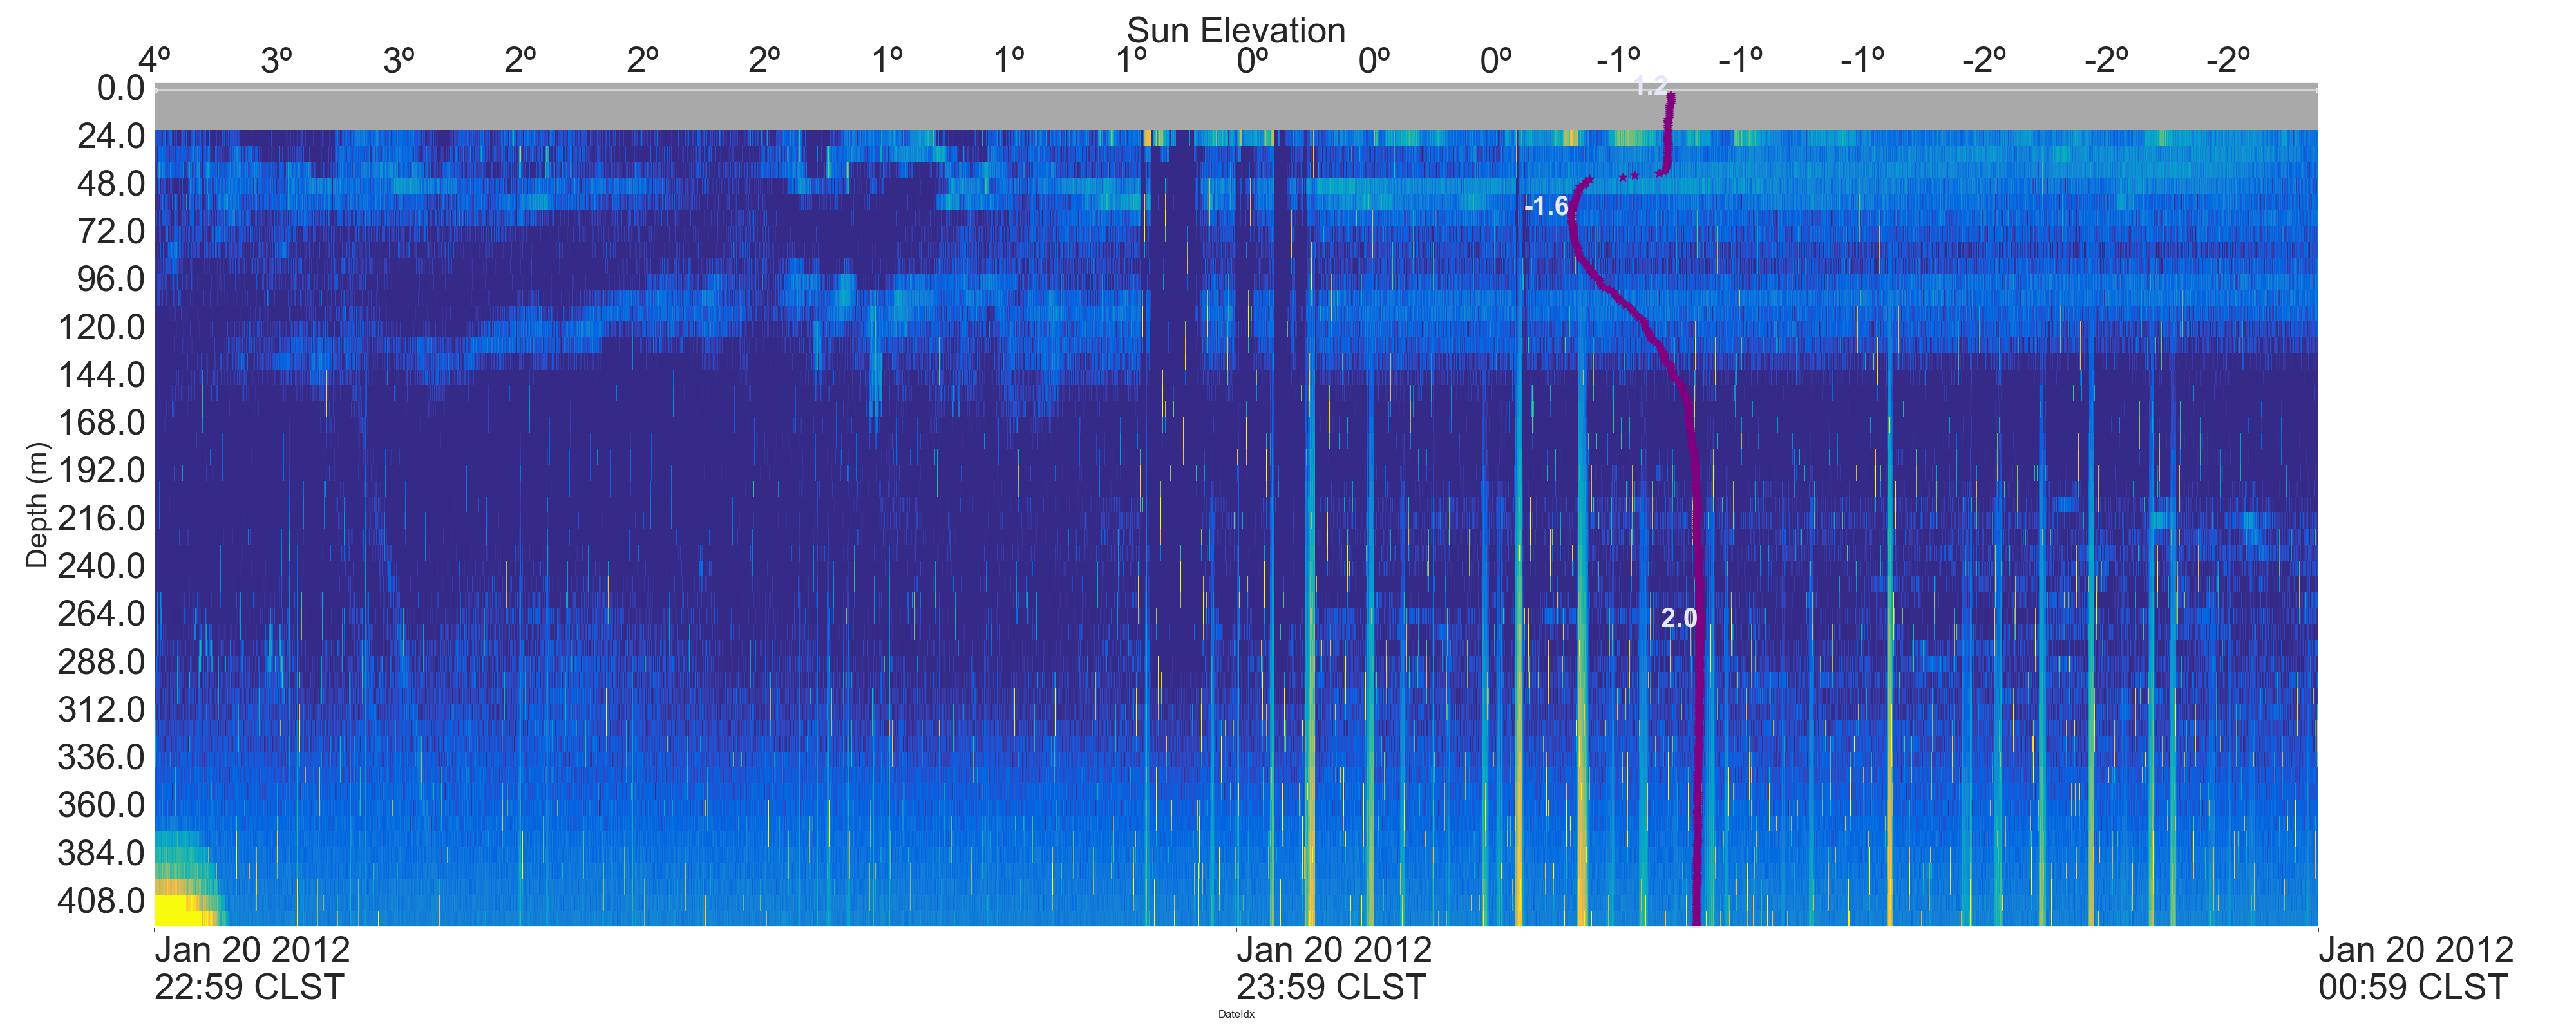 Sun Elevation
4º 3º 3º 2º 2º 2º 1º 1º 1º 0º 0º 0º -1º -1º -1º -2º -2º -2º
0.0
1.2
24.0
48.0
-1.6
72.0
96.0
120.0
144.0
168.0
192.0
Depth (m)
216.0
240.0
264.0
2.0
288.0
312.0
336.0
360.0
384.0
408.0
Jan 20 2012
22:59 CLST
Jan 20 2012
23:59 CLST
Jan 20 2012
00:59 CLST
DateIdx